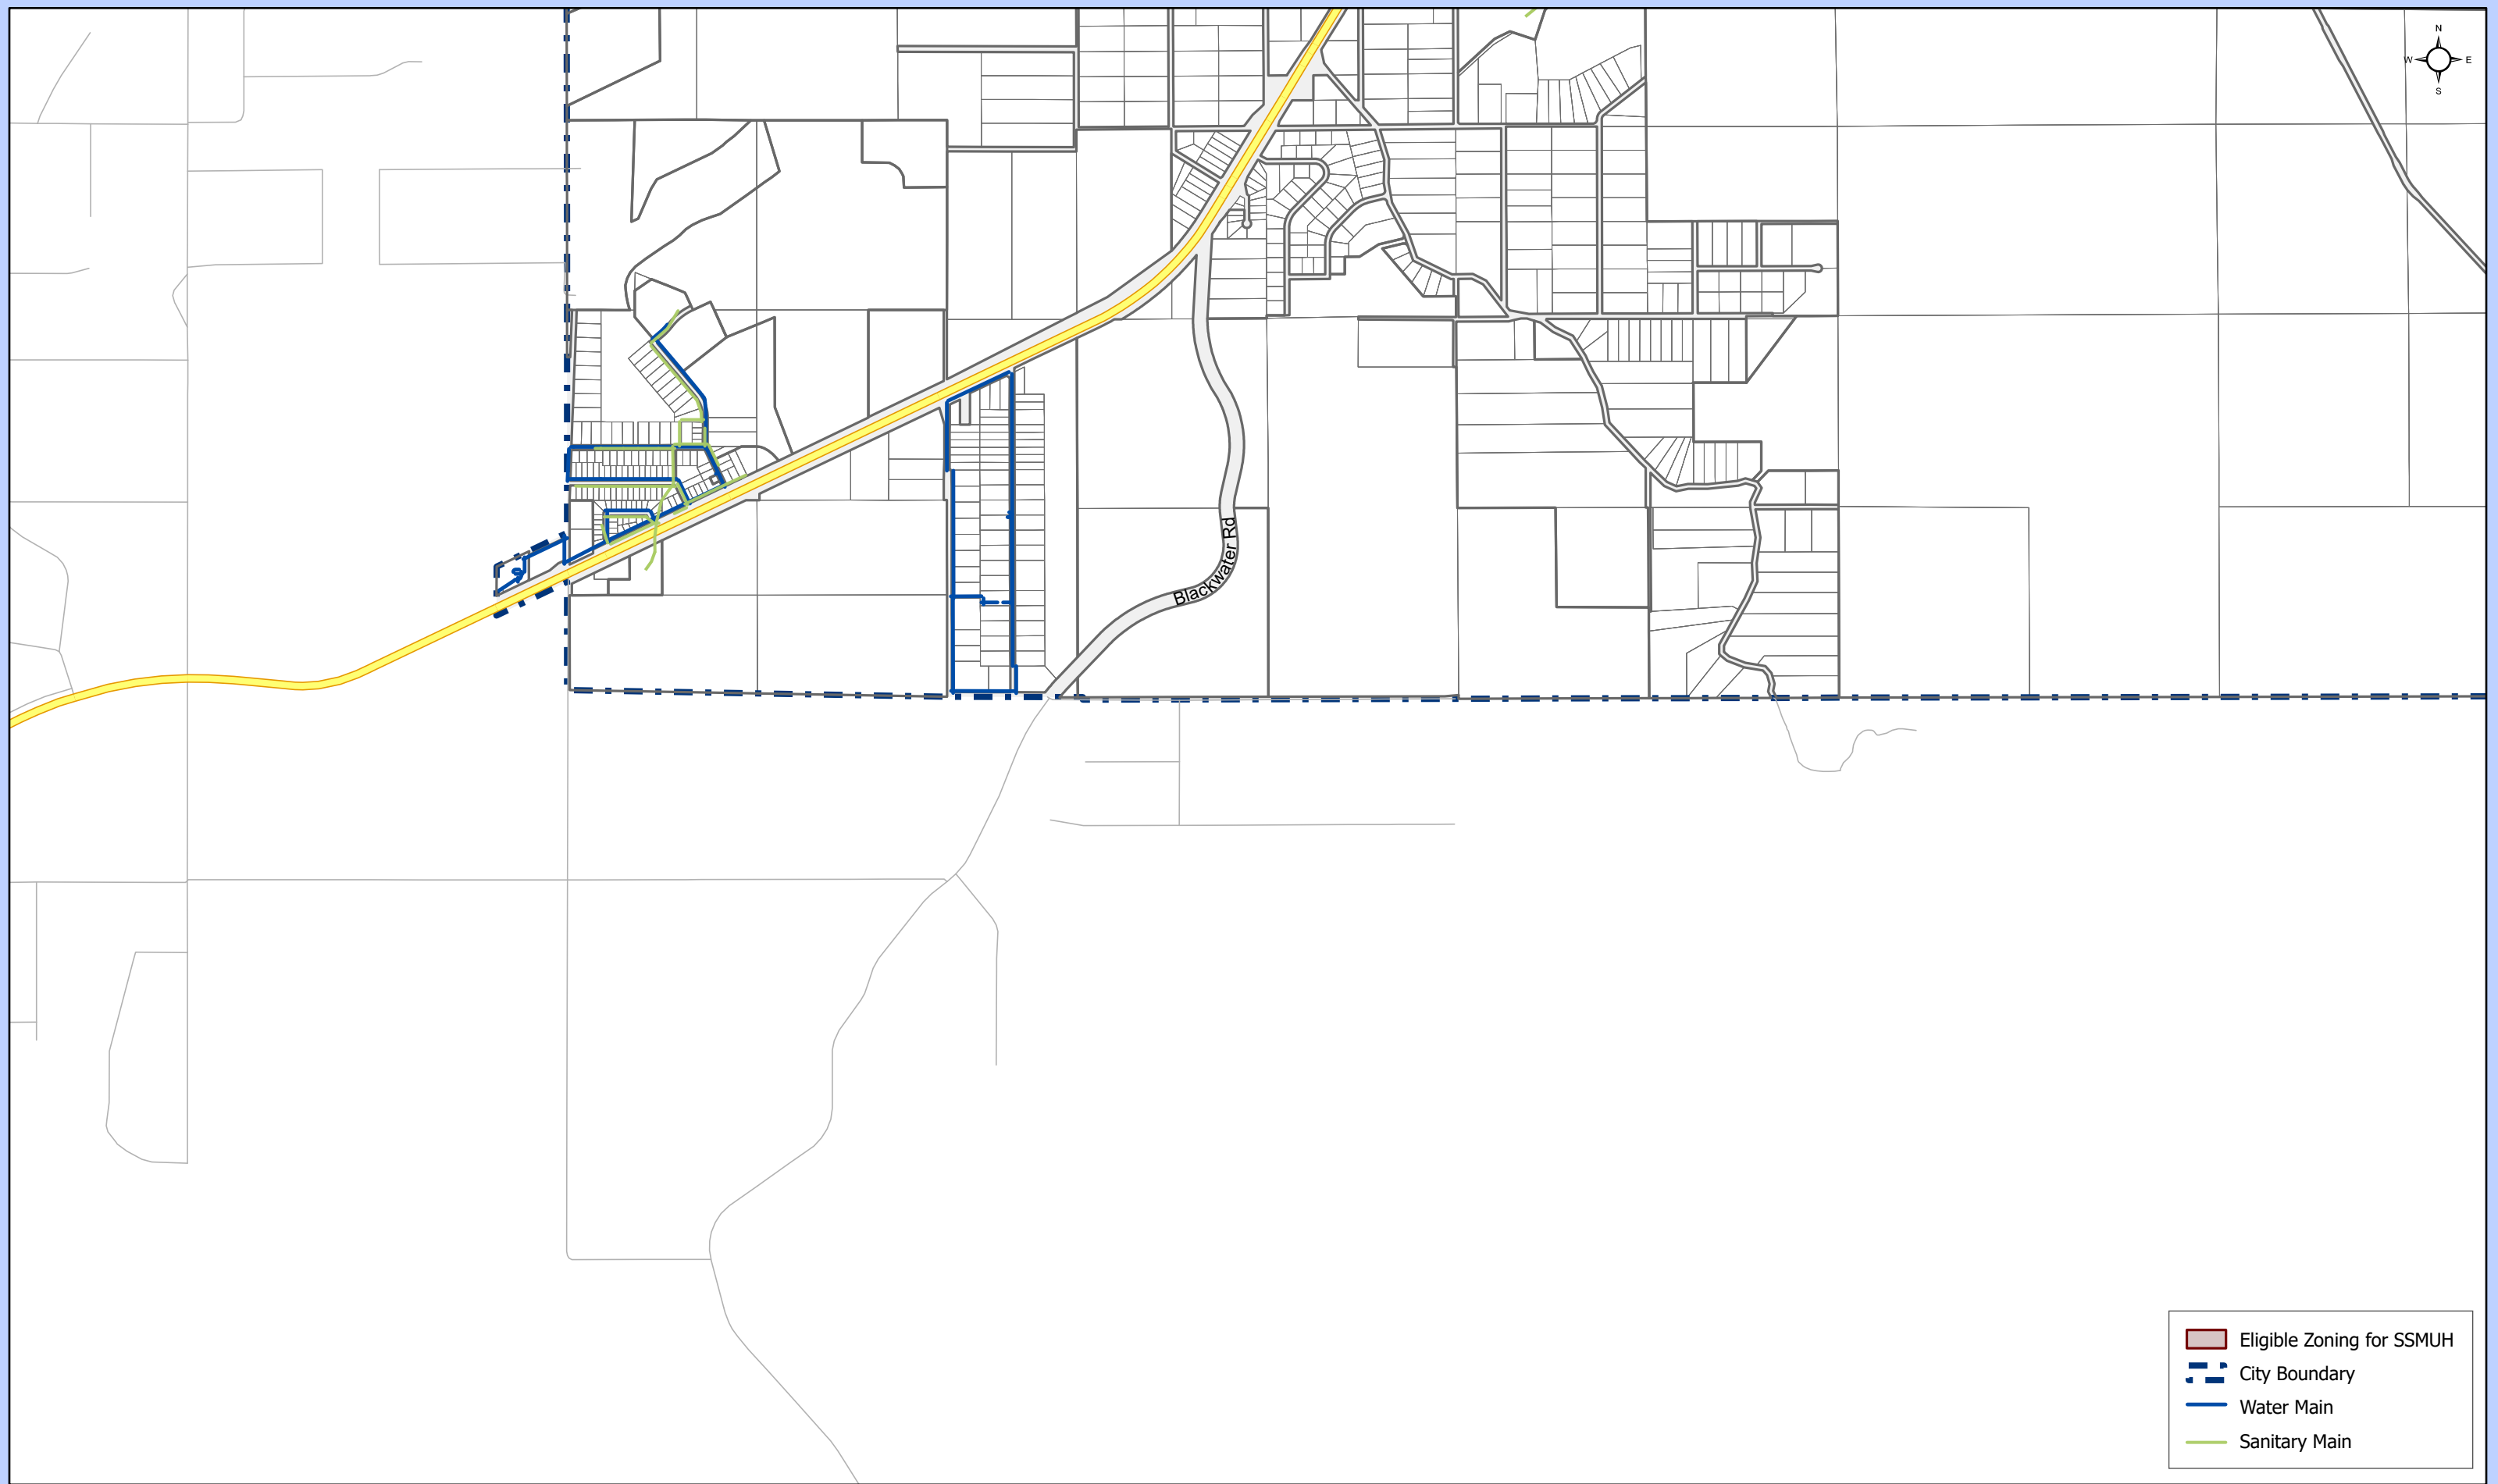 N
W E
S
Blackwater Rd
Eligible Zoning for SSMUH
City Boundary
Water Main
Sanitary Main